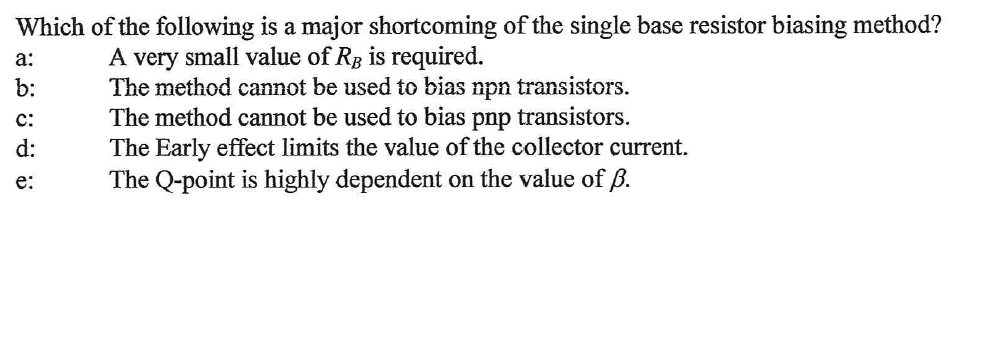 Which of the following is a major shortcoming of the single base resistor biasing method?
a: A very small value of R_B is required.
b: The method cannot be used to bias npn transistors.
c: The method cannot be used to bias pnp transistors.
d: The Early effect limits the value of the collector current.
e: The Q-point is highly dependent on the value of β.